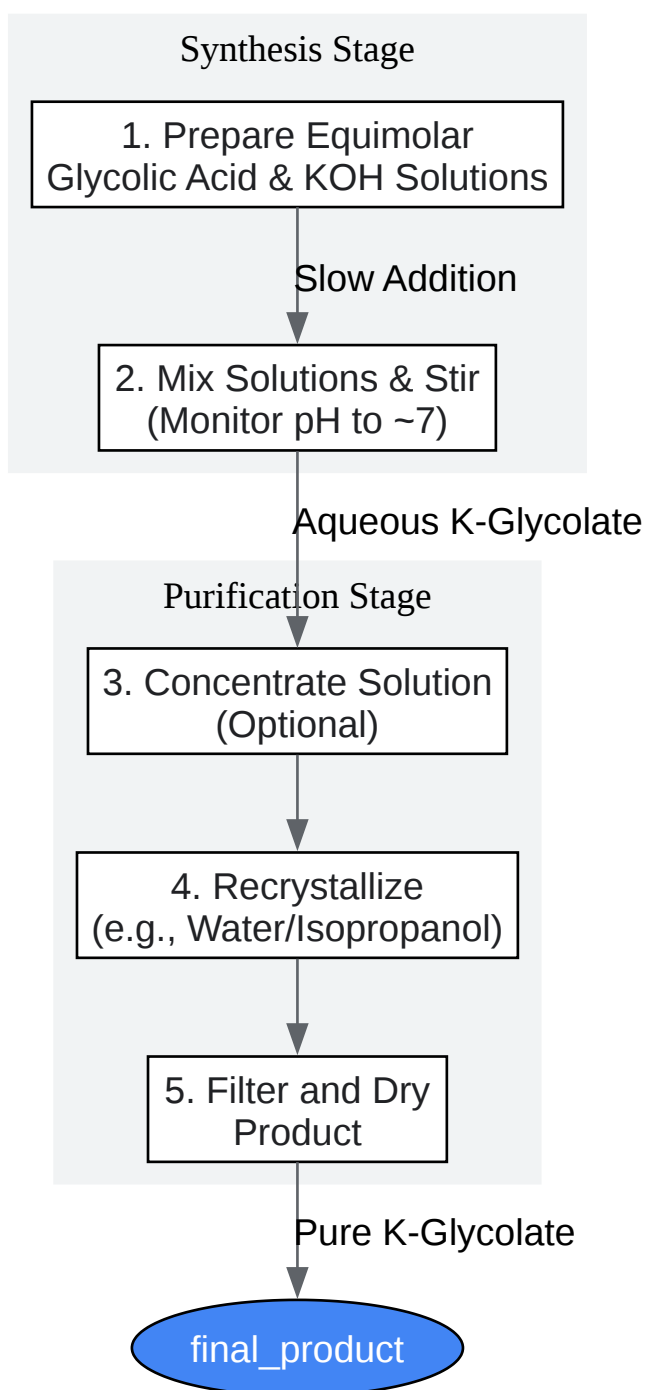 Synthesis Stage
1. Prepare Equimolar
Glycolic Acid & KOH Solutions
Slow Addition
2. Mix Solutions & Stir
(Monitor pH to ~7)
Aqueous K-Glycolate
Purification Stage
3. Concentrate Solution
(Optional)
4. Recrystallize
(e.g., Water/Isopropanol)
5. Filter and Dry
Product
Pure K-Glycolate
final_product